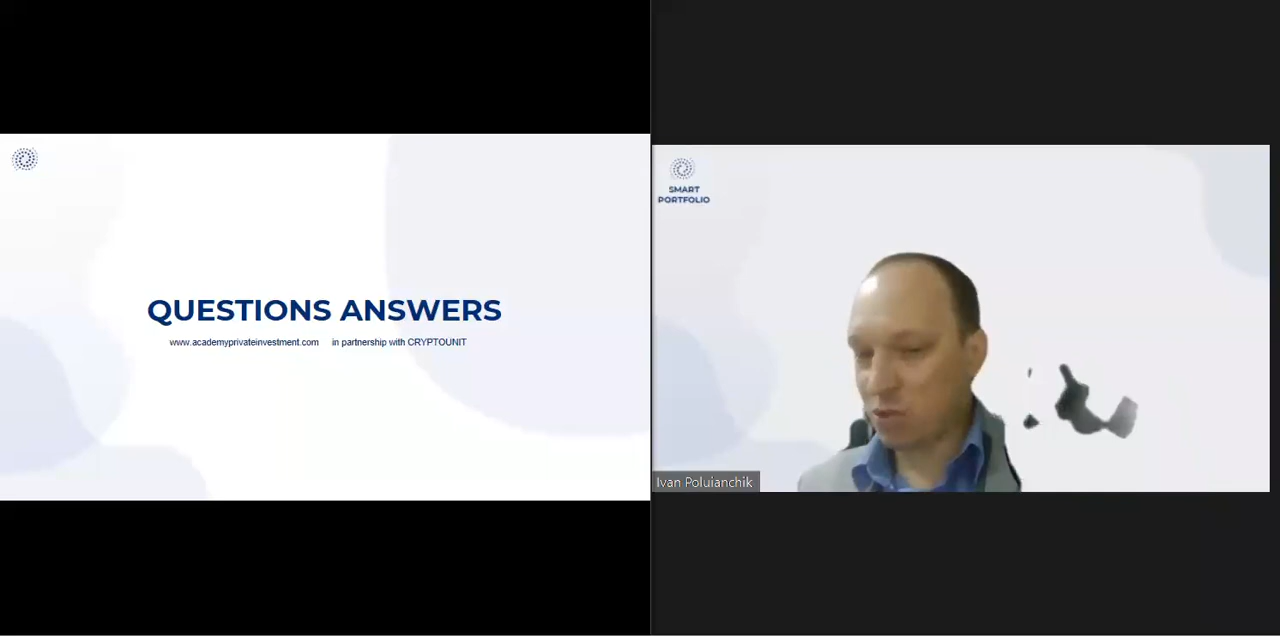 QUESTIONS ANSWERS
www.academyprivateinvestment.com in partnership with CRYPTOUNIT
SMART
PORTFOLIO
Ivan Poluianchik